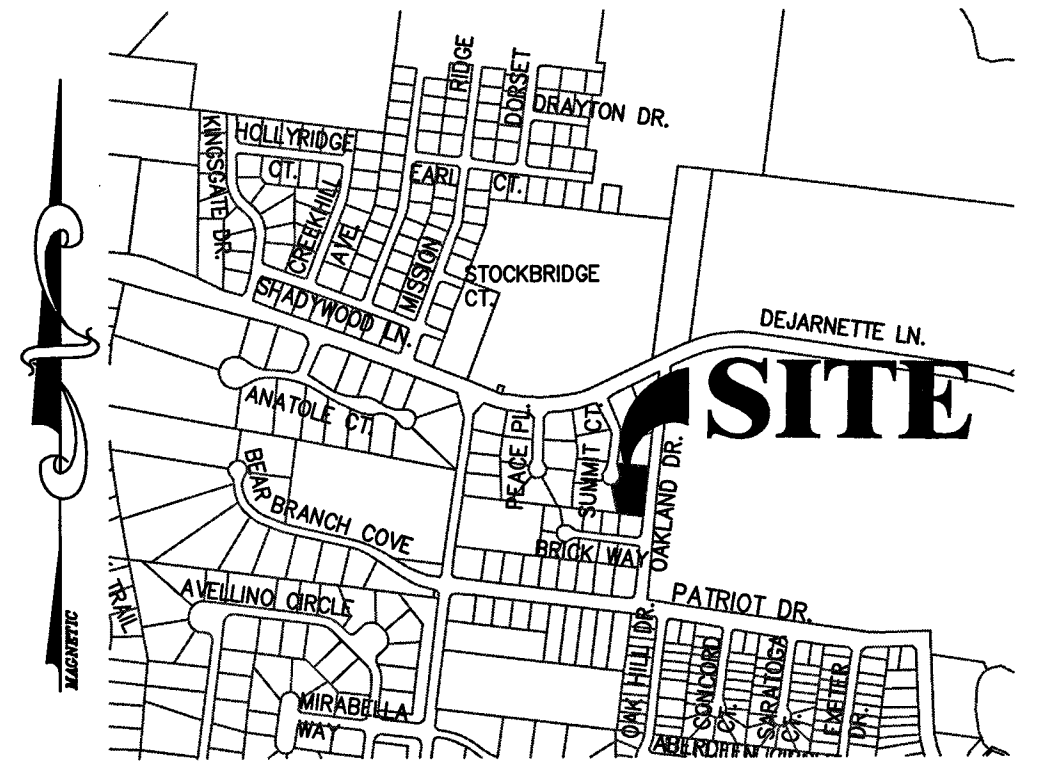 RIDGE
DORSET
DRAYTON DR.
KINGSGATE DR.
HOLLYRIDGE
CT.
EARL
CT.
CREEKHILL
AVE.
MISSION
STOCKBRIDGE
CT.
SHADYWOOD LN.
DEJARNETTE LN.
SITE
ANATOLE CT.
PEACE PL.
SUMMIT CT.
OAKLAND DR.
BEAR BRANCH COVE
BRICK WAY
TRAIL
AVELLINO CIRCLE
PATRIOT DR.
OAK HILL DR.
CONCORD
CT.
SARATOGA
CT.
EXETER
DR.
MIRABELLA
WAY
ABERDEEN
MAGNETIC